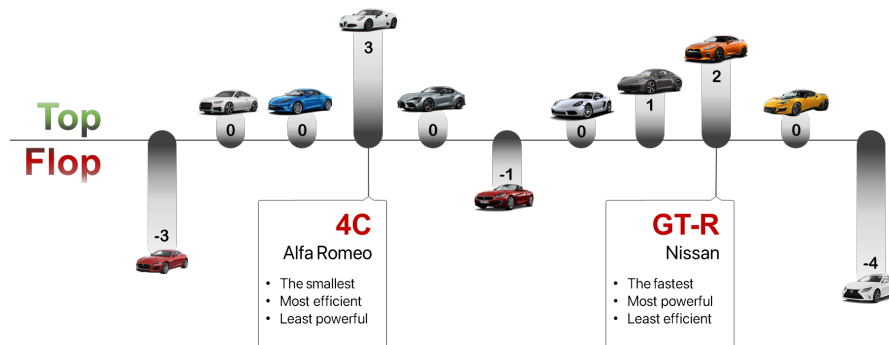 3
2
1
0
0
0
0
0
Top
Flop
-1
-3
-4
4C
Alfa Romeo
• The smallest
• Most efficient
• Least powerful
GT-R
Nissan
• The fastest
• Most powerful
• Least efficient